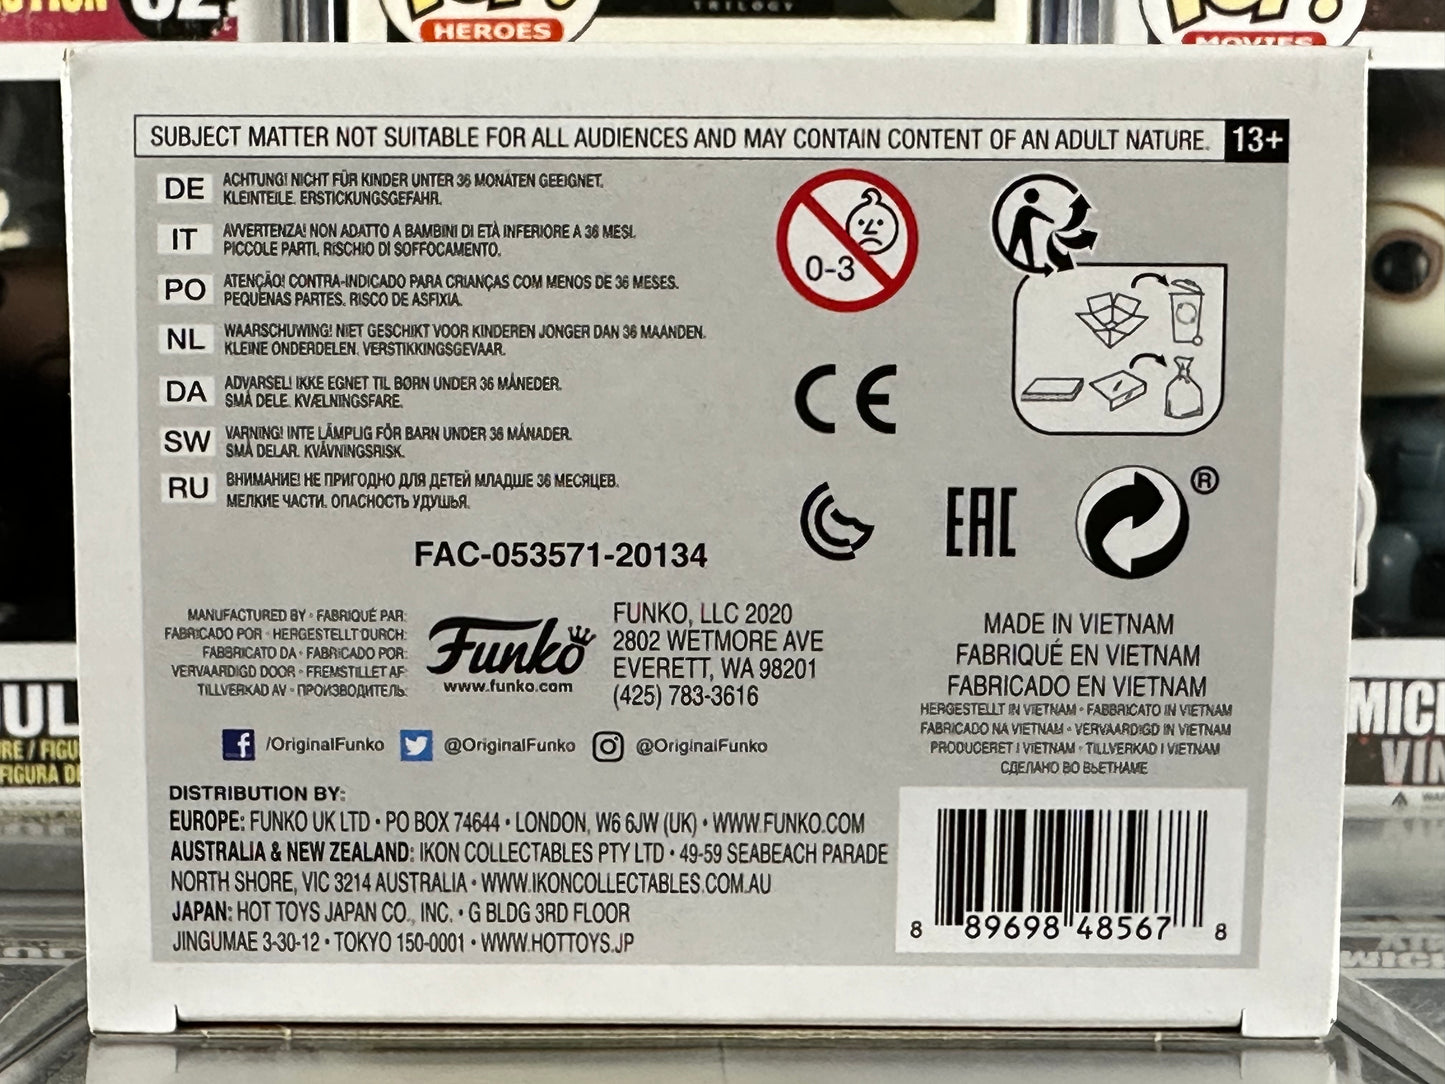 HEROES
TRILOGY
MOVIES
SUBJECT MATTER NOT SUITABLE FOR ALL AUDIENCES AND MAY CONTAIN CONTENT OF AN ADULT NATURE. 13+
DE ACHTUNG! NICHT FÜR KINDER UNTER 36 MONATEN GEEIGNET.
KLEINTEILE. ERSTICKUNGSGEFAHR.
IT AVVERTENZA! NON ADATTO A BAMBINI DI ETÀ INFERIORE A 36 MESI.
PICCOLE PARTI, RISCHIO DI SOFFOCAMENTO.
PO ATENÇÃO! CONTRA-INDICADO PARA CRIANÇAS COM MENOS DE 36 MESES.
PEQUENAS PARTES. RISCO DE ASFIXIA.
NL WAARSCHUWING! NIET GESCHIKT VOOR KINDEREN JONGER DAN 36 MAANDEN.
KLEINE ONDERDELEN. VERSTIKKINGSGEVAAR.
DA ADVARSEL! IKKE EGNET TIL BØRN UNDER 36 MÅNEDER.
SMÅ DELE. KVÆLNINGSFARE.
SW VARNING! INTE LÄMPLIG FÖR BARN UNDER 36 MÅNADER.
SMÅ DELAR. KVÄVNINGSRISK.
RU ВНИМАНИЕ! НЕ ПРИГОДНО ДЛЯ ДЕТЕЙ МЛАДШЕ 36 МЕСЯЦЕВ.
МЕЛКИЕ ЧАСТИ. ОПАСНОСТЬ УДУШЬЯ.
0-3
CE
EAC
®
FAC-053571-20134
MANUFACTURED BY • FABRIQUÉ PAR:
FABRICADO POR • HERGESTELLT DURCH:
FABBRICATO DA • FABRICADO POR:
VERVAARDIGD DOOR • FREMSTILLET AF:
TILLVERKAD AV • ПРОИЗВОДИТЕЛЬ:
Funko
www.funko.com
FUNKO, LLC 2020
2802 WETMORE AVE
EVERETT, WA 98201
(425) 783-3616
MADE IN VIETNAM
FABRIQUÉ EN VIETNAM
FABRICADO EN VIETNAM
HERGESTELLT IN VIETNAM • FABBRICATO IN VIETNAM
FABRICADO NA VIETNAM • VERVAARDIGD IN VIETNAM
PRODUCERET I VIETNAM • TILLVERKAD I VIETNAM
СДЕЛАНО ВО ВЬЕТНАМЕ
/OriginalFunko @OriginalFunko @OriginalFunko
DISTRIBUTION BY:
EUROPE: FUNKO UK LTD • PO BOX 74644 • LONDON, W6 6JW (UK) • WWW.FUNKO.COM
AUSTRALIA & NEW ZEALAND: IKON COLLECTABLES PTY LTD • 49-59 SEABEACH PARADE
NORTH SHORE, VIC 3214 AUSTRALIA • WWW.IKONCOLLECTABLES.COM.AU
JAPAN: HOT TOYS JAPAN CO., INC. • G BLDG 3RD FLOOR
JINGUMAE 3-30-12 • TOKYO 150-0001 • WWW.HOTTOYS.JP
8 89698 48567 8